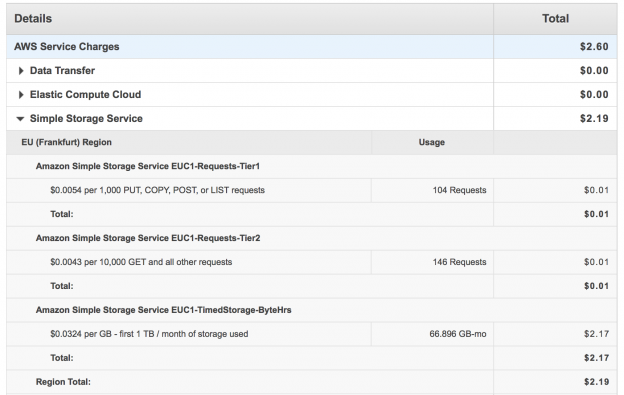 Details Total
AWS Service Charges $2.60
Data Transfer $0.00
Elastic Compute Cloud $0.00
Simple Storage Service $2.19
EU (Frankfurt) Region Usage
Amazon Simple Storage Service EUC1-Requests-Tier1
$0.0054 per 1,000 PUT, COPY, POST, or LIST requests 104 Requests $0.01
Total: $0.01
Amazon Simple Storage Service EUC1-Requests-Tier2
$0.0043 per 10,000 GET and all other requests 146 Requests $0.01
Total: $0.01
Amazon Simple Storage Service EUC1-TimedStorage-ByteHrs
$0.0324 per GB - first 1 TB / month of storage used 66.896 GB-mo $2.17
Total: $2.17
Region Total: $2.19